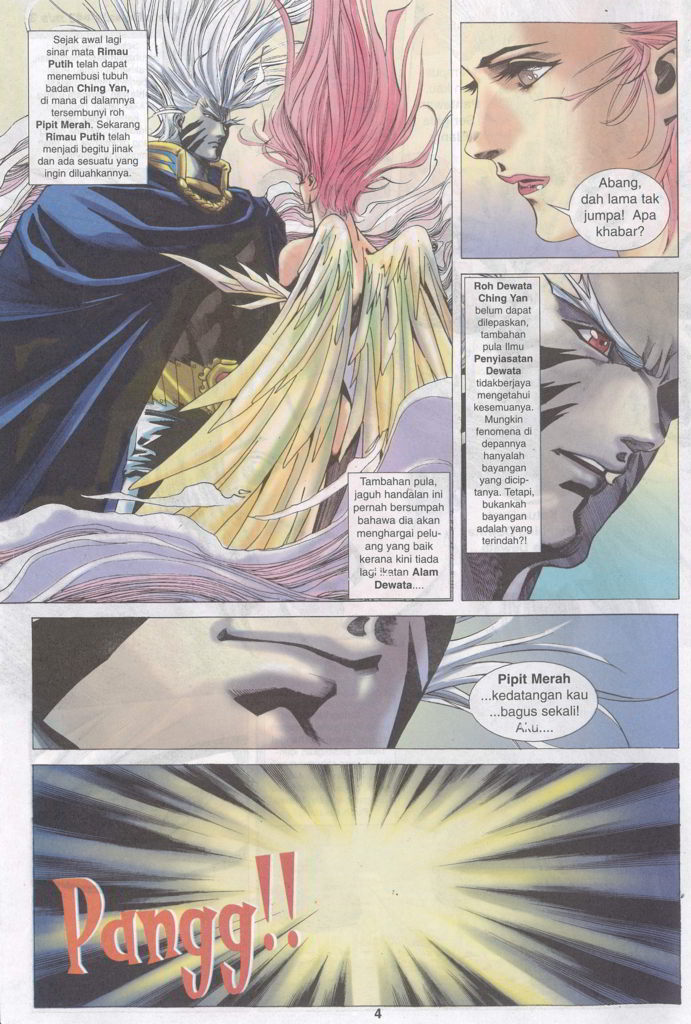 Sejak awal lagi
sinar mata Rimau
Putih telah dapat
menembusi tubuh
badan Ching Yan,
di mana di dalamnya
tersembunyi roh
Pipit Merah. Sekarang
Rimau Putih telah
menjadi begitu jinak
dan ada sesuatu yang
ingin diluahkannya.
Abang,
dah lama tak
jumpa! Apa
khabar?
Roh Dewata
Ching Yan
belum dapat
dilepaskan,
tambahan
pula Ilmu
Penyiasatan
Dewata
tidakberjaya
mengetahui
kesemuanya.
Mungkin
fenomena di
depannya
hanyalah
bayangan
yang dicip-
tanya. Tetapi,
bukankah
bayangan
adalah yang
terindah?!
Tambahan pula,
jaguh handalan ini
pernah bersumpah
bahawa dia akan
menghargai pelu-
ang yang baik
kerana kini tiada
lagi ikatan Alam
Dewata....
Pipit Merah
...kedatangan kau
...bagus sekali!
Aku....
Pangg!!
4